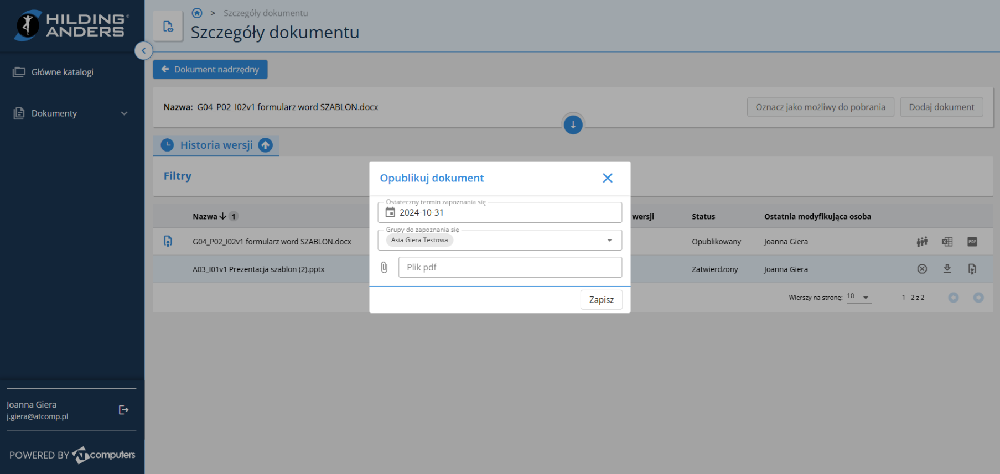 HILDING®
ANDERS
Główne katalogi
Dokumenty
Joanna Giera
j.giera@atcomp.pl
POWERED BY computers
> Szczegóły dokumentu
Szczegóły dokumentu
Dokument nadrzędny
Nazwa: G04_P02_I02v1 formularz word SZABLON.docx
Oznacz jako możliwy do pobrania
Dodaj dokument
Historia wersji
Filtry
Nazwa 1 wersji Status Ostatnia modyfikująca osoba
G04_P02_I02v1 formularz word SZABLON.docx Opublikowany Joanna Giera PDF
A03_I01v1 Prezentacja szablon (2).pptx Zatwierdzony Joanna Giera
Wierszy na stronę: 10 1 - 2 z 2
Opublikuj dokument
Ostateczny termin zapoznania się
2024-10-31
Grupy do zapoznania się
Asia Giera Testowa
Plik pdf
Zapisz